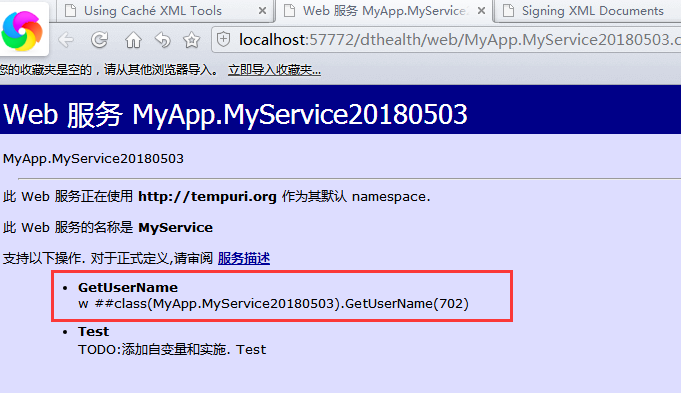 Using Caché XML Tools
Web 服务 MyApp.MyService
Signing XML Documents
localhost:57772/dthealth/web/MyApp.MyService20180503.c
您的收藏夹是空的，请从其他浏览器导入。 立即导入收藏夹...
Web 服务 MyApp.MyService20180503
MyApp.MyService20180503
此 Web 服务正在使用 http://tempuri.org 作为其默认 namespace.
此 Web 服务的名称是 MyService
支持以下操作. 对于正式定义,请审阅 服务描述
GetUserName
w ##class(MyApp.MyService20180503).GetUserName(702)
Test
TODO:添加自变量和实施. Test